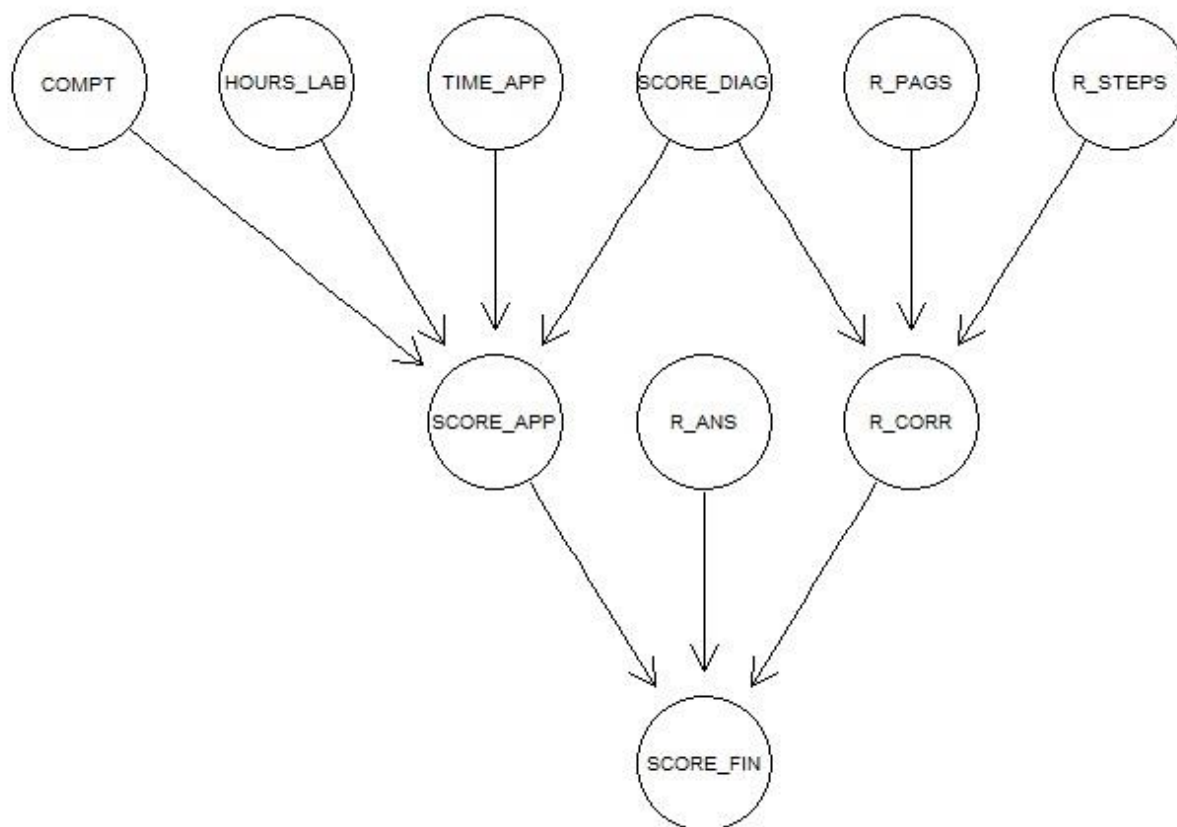 COMPT
HOURS_LAB
TIME_APP
SCORE_DIAG
R_PAGS
R_STEPS
SCORE_APP
R_ANS
R_CORR
SCORE_FIN